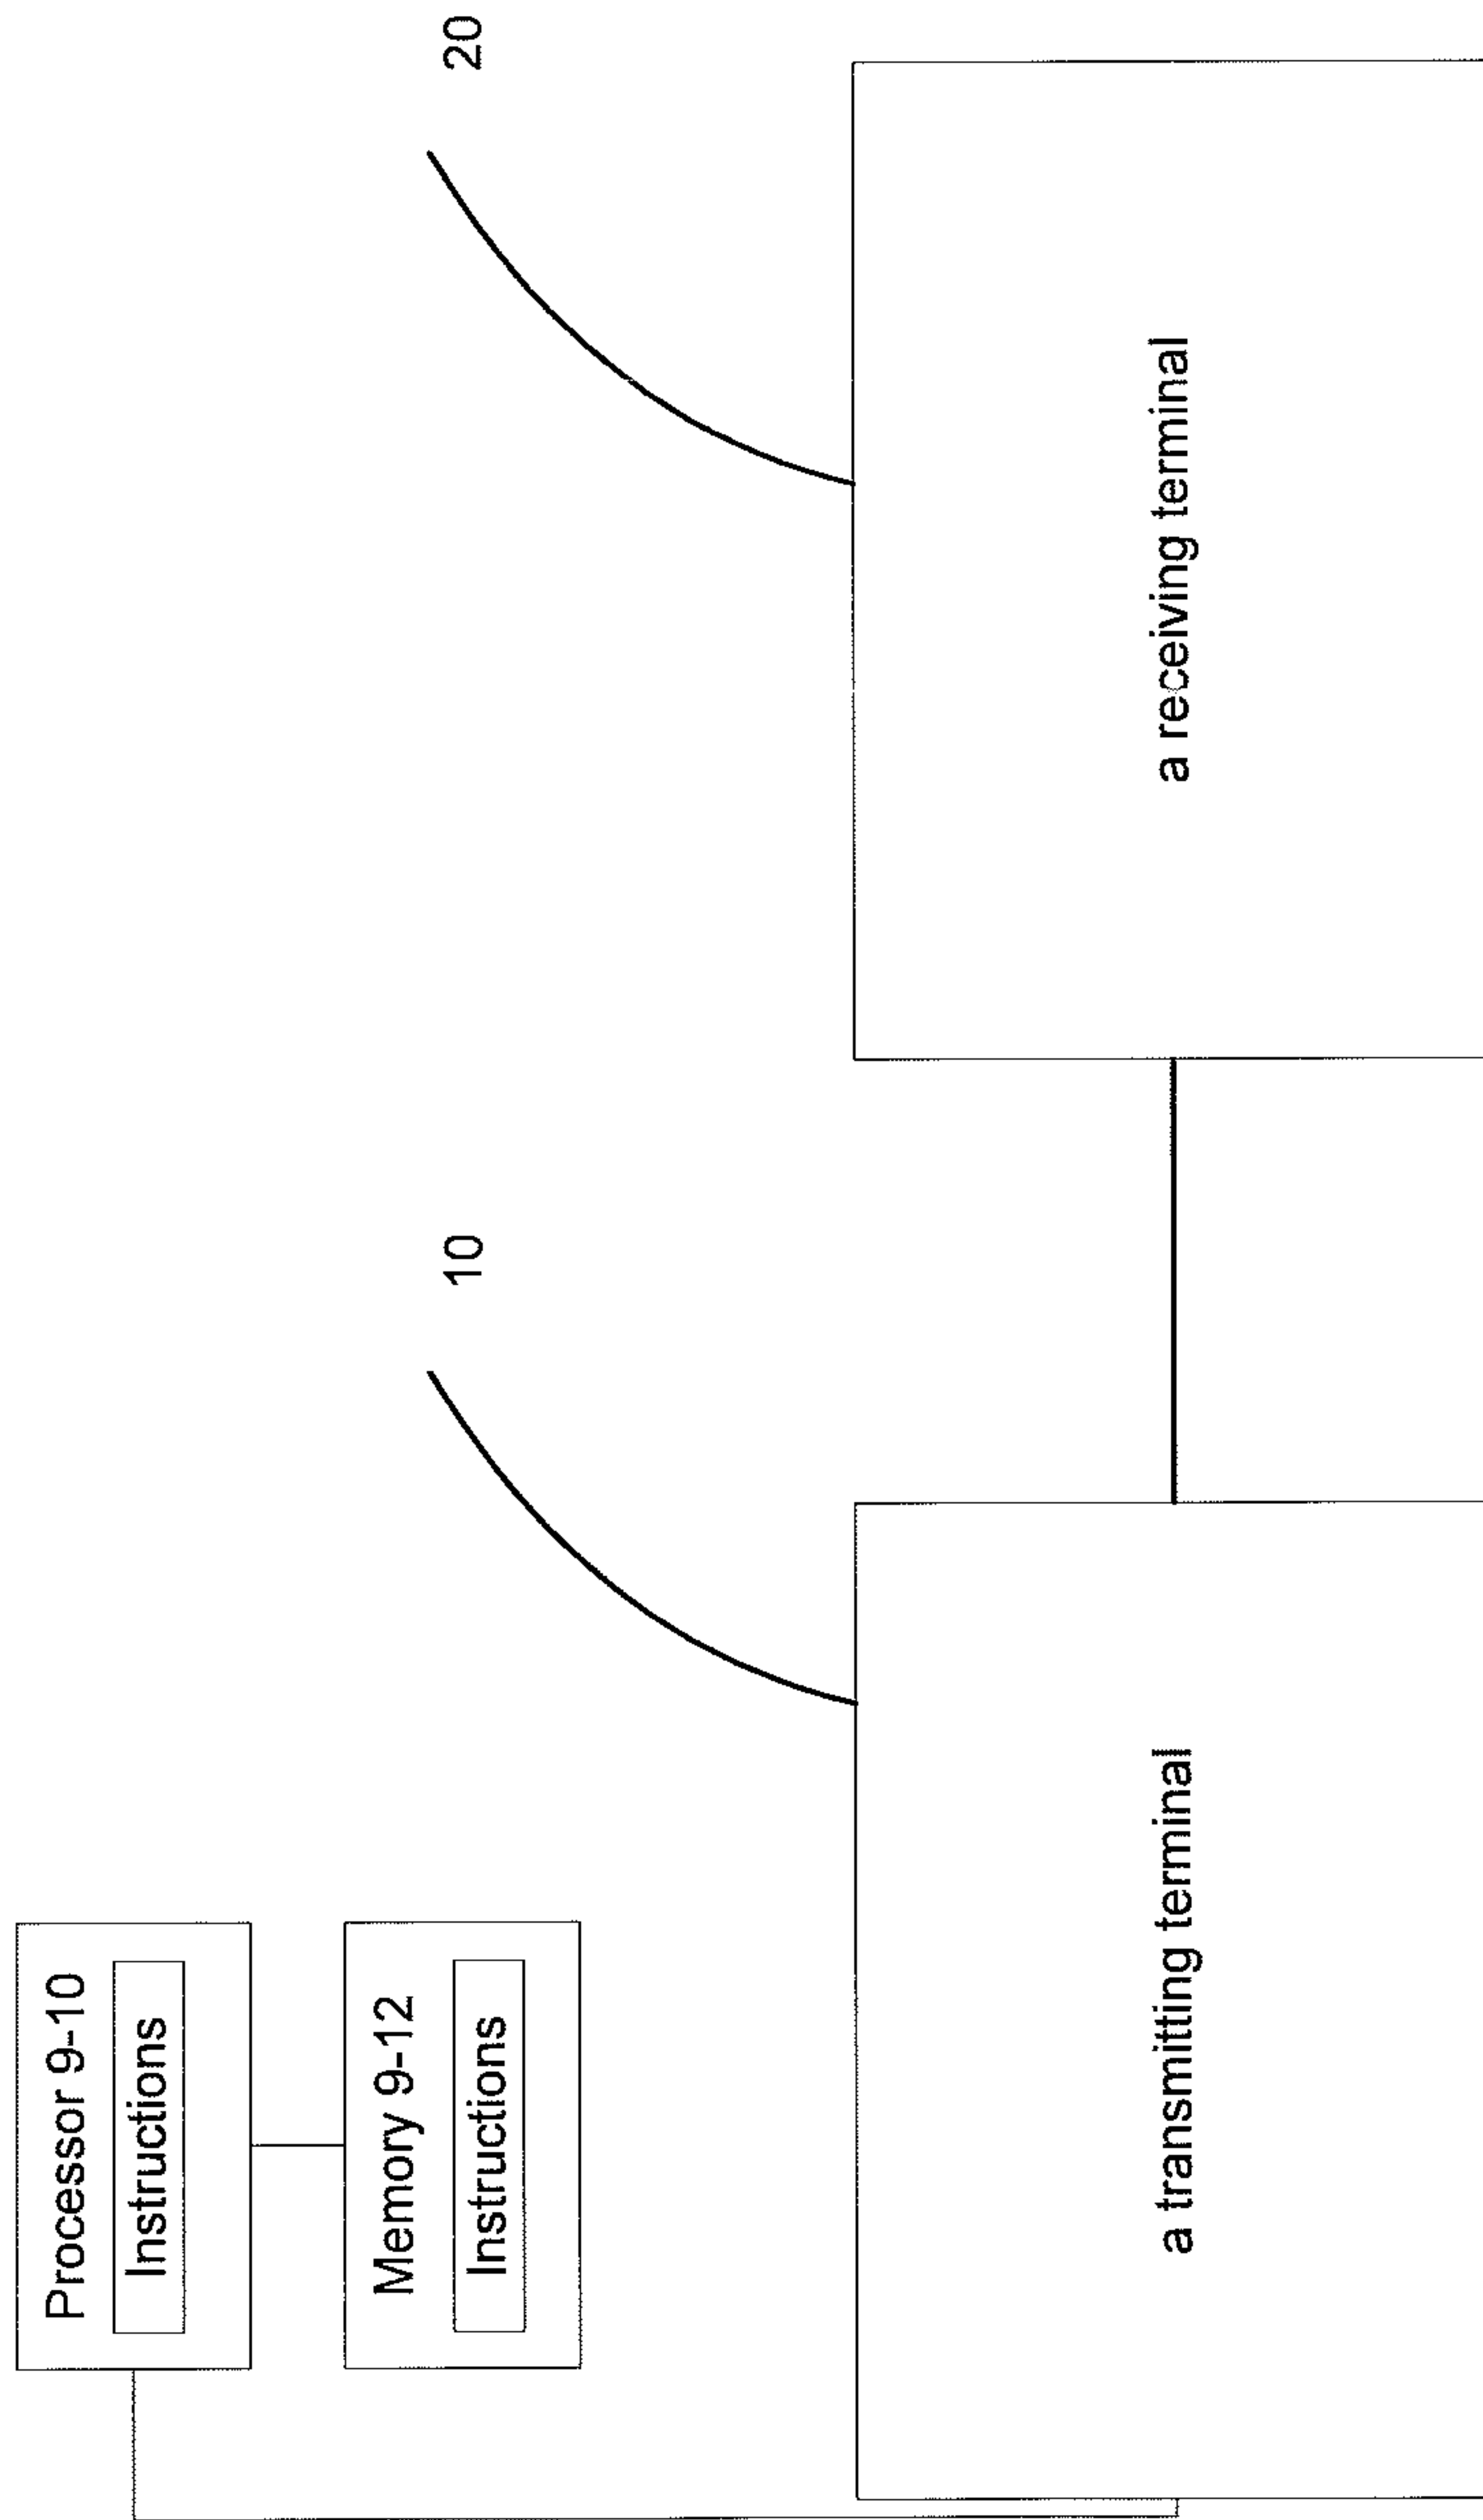 Processor 9-10
Instructions
Memory 9-12
Instructions
10
20
a transmitting terminal
a receiving terminal